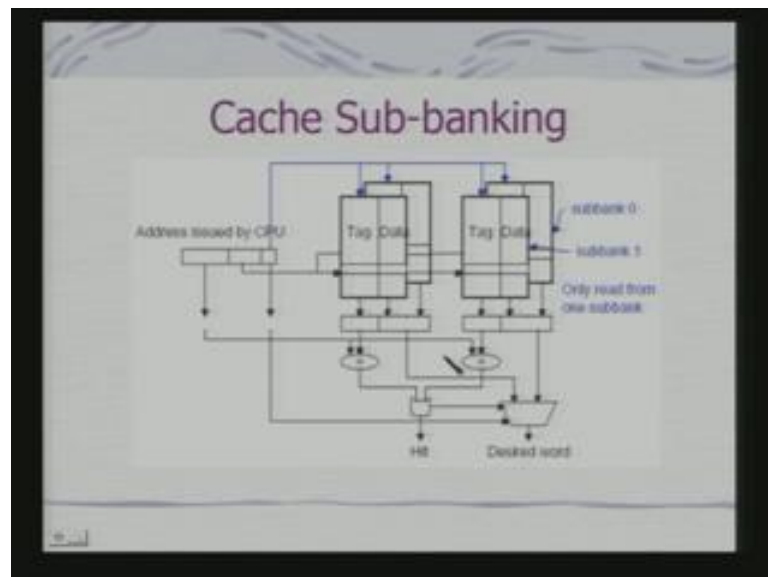 Cache Sub-banking
Address issued by CPU
Tag Data
Tag Data
subbank 0
subbank 1
Only read from
one subbank
Hit
Desired word